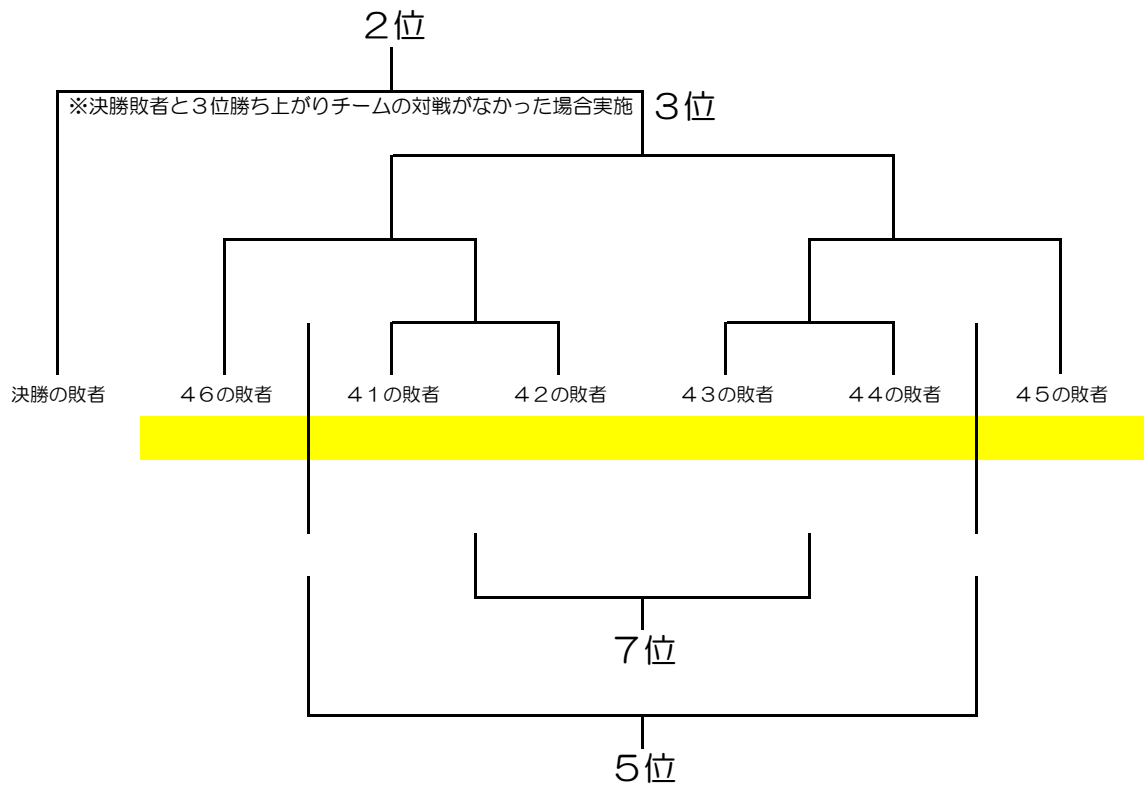 ２位
※決勝敗者と３位勝ち上がりチームの対戦がなかった場合実施
３位
決勝の敗者
４６の敗者
４１の敗者
４２の敗者
４３の敗者
４４の敗者
４５の敗者
７位
５位